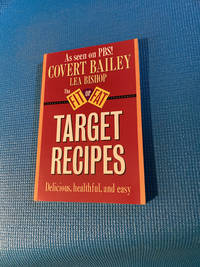 As seen on PBS!
COVERT BAILEY
LEA BISHOP
The
FIT OR FAT
TARGET
RECIPES
Delicious, healthful, and easy